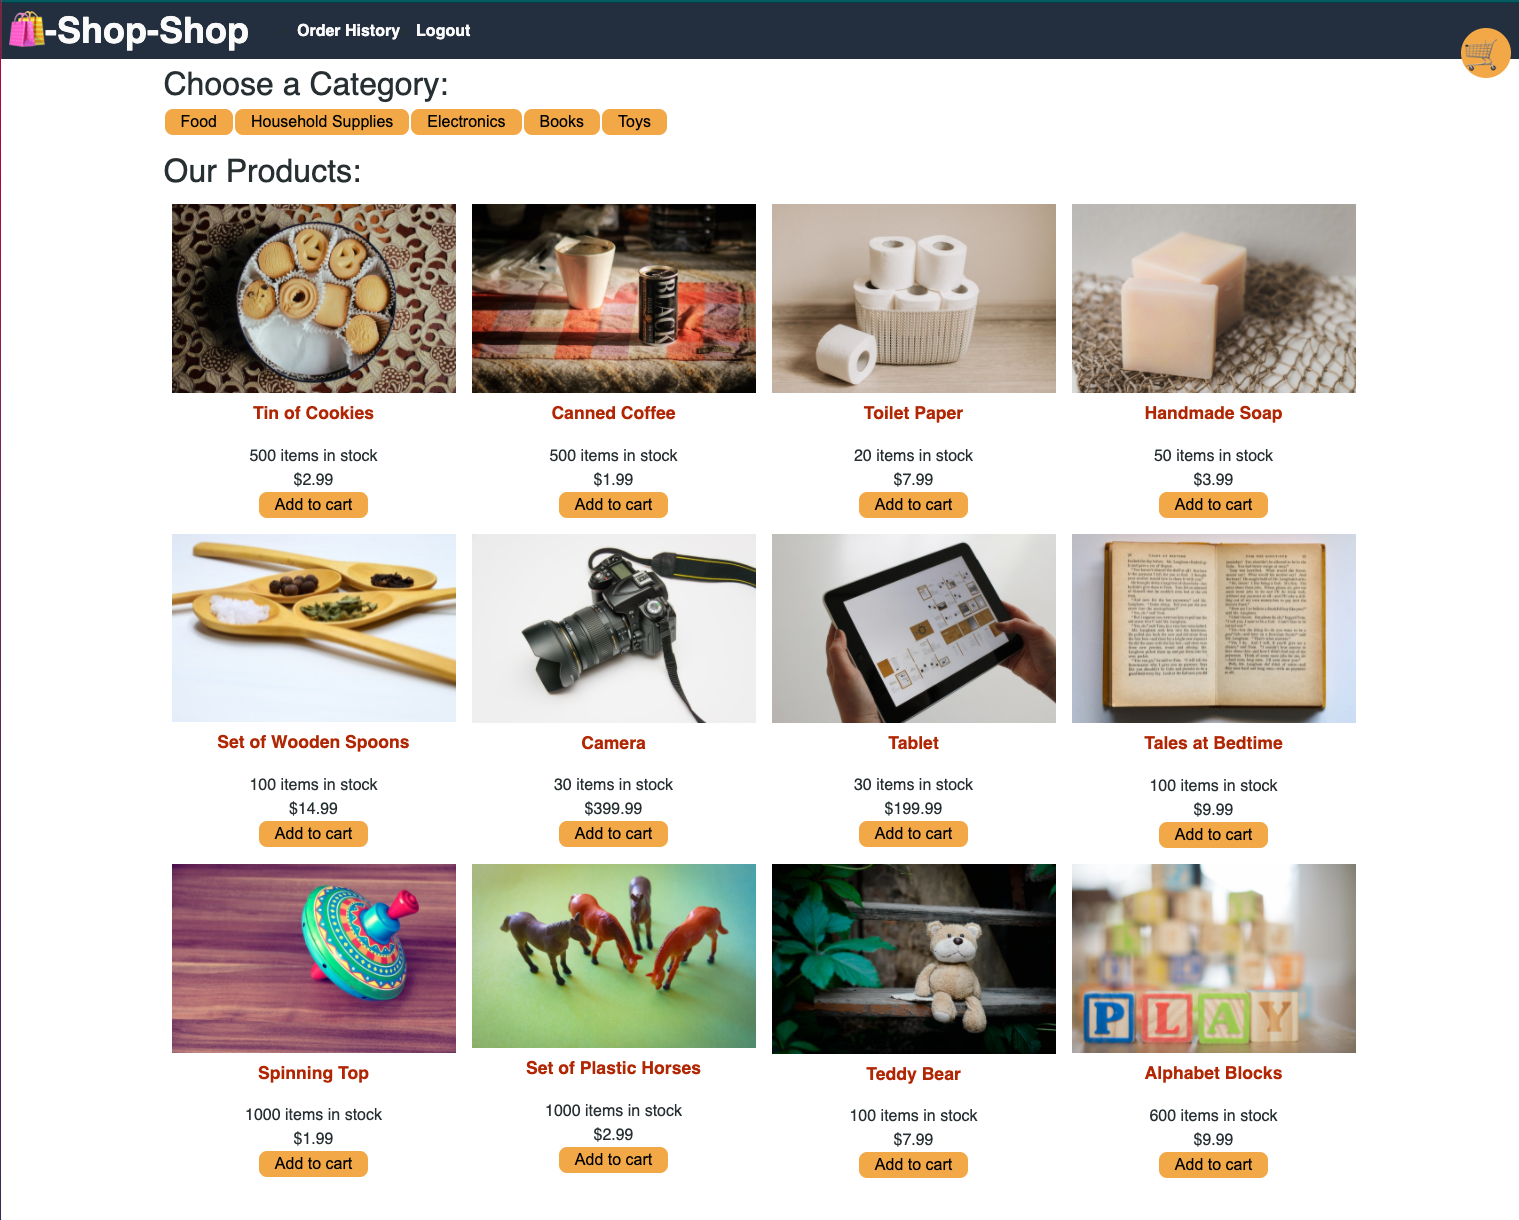 -Shop-Shop
Order History Logout
Choose a Category:
Food Household Supplies Electronics Books Toys
Our Products:
BLACK
Tin of Cookies Canned Coffee Toilet Paper Handmade Soap
500 items in stock 500 items in stock 20 items in stock 50 items in stock
$2.99 $1.99 $7.99 $3.99
Add to cart Add to cart Add to cart Add to cart
Set of Wooden Spoons Camera Tablet Tales at Bedtime
100 items in stock 30 items in stock 30 items in stock 100 items in stock
$14.99 $399.99 $199.99 $9.99
Add to cart Add to cart Add to cart Add to cart
PLAY
Spinning Top Set of Plastic Horses Teddy Bear Alphabet Blocks
1000 items in stock 1000 items in stock 100 items in stock 600 items in stock
$1.99 $2.99 $7.99 $9.99
Add to cart Add to cart Add to cart Add to cart